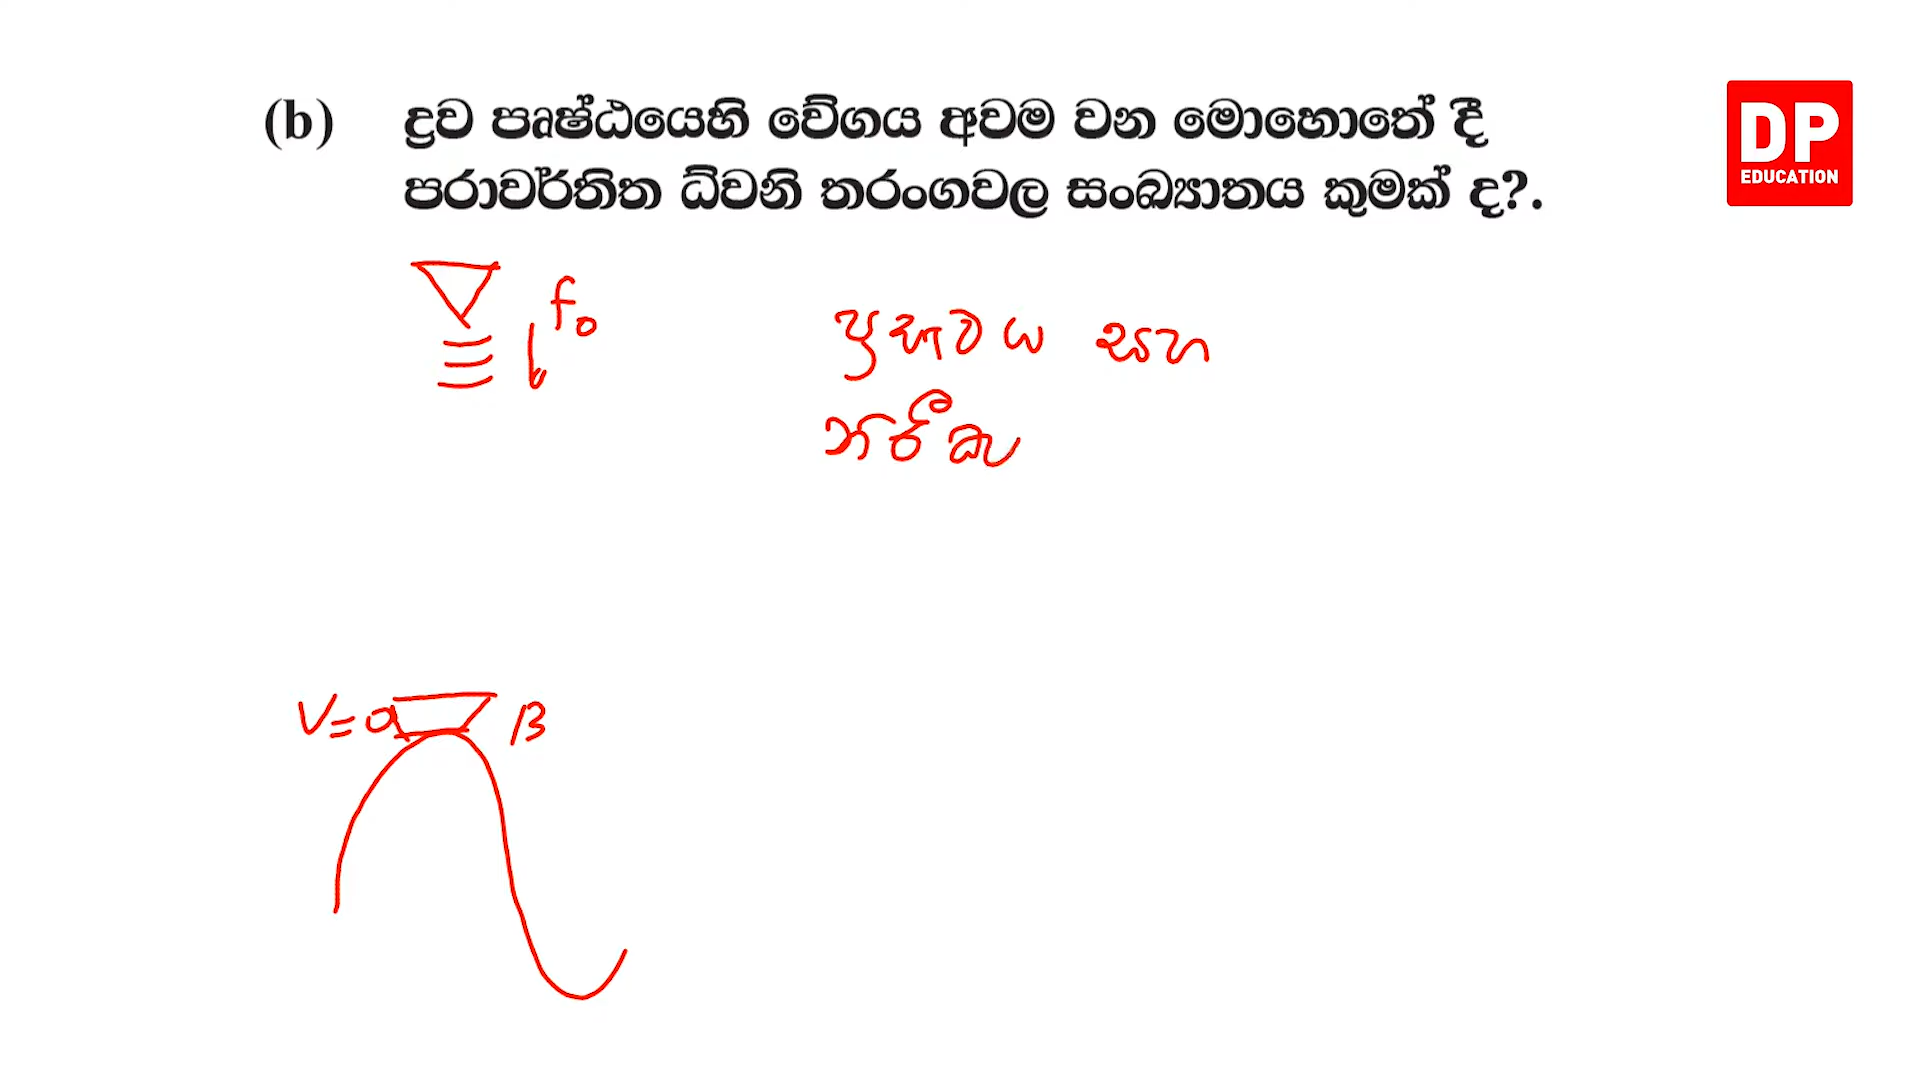 (b) ද්‍රව පෘෂ්ඨයෙහි වේගය අවම වන මොහොතේ දී
පරාවර්තිත ධ්වනි තරංගවල සංඛ්‍යාතය කුමක් ද?.
DP
EDUCATION
f₀
ප්‍රභවය සහ
නිරීක්‍ෂ
V=0
B